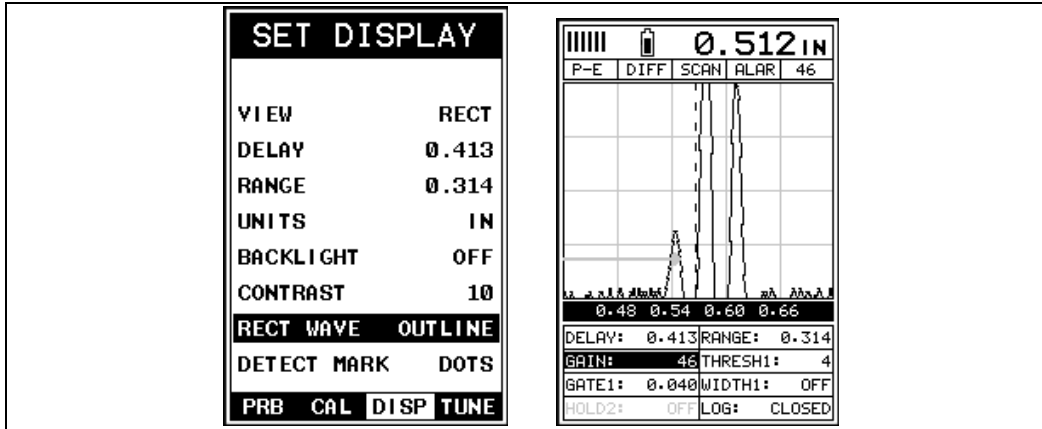 SET DISPLAY
VIEW RECT
DELAY 0.413
RANGE 0.314
UNITS IN
BACKLIGHT OFF
CONTRAST 10
RECT WAVE OUTLINE
DETECT MARK DOTS
PRB CAL DISP TUNE
0.512 IN
P-E DIFF SCAN ALAR 46
0.48 0.54 0.60 0.66
DELAY: 0.413 RANGE: 0.314
GAIN: 46 THRESH1: 4
GATE1: 0.040 WIDTH1: OFF
HOLD2: OFF LOG: CLOSED